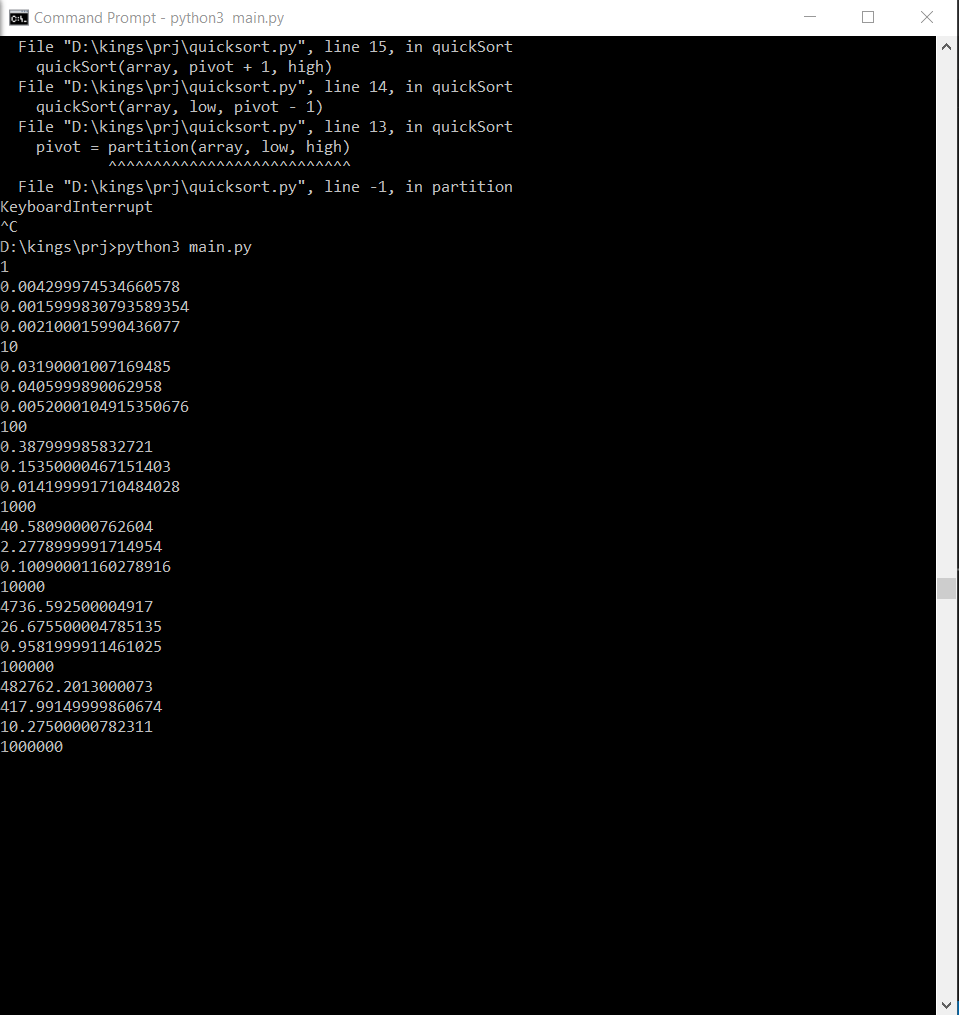 Command Prompt - python3  main.py
  File "D:\kings\prj\quicksort.py", line 15, in quickSort
    quickSort(array, pivot + 1, high)
  File "D:\kings\prj\quicksort.py", line 14, in quickSort
    quickSort(array, low, pivot - 1)
  File "D:\kings\prj\quicksort.py", line 13, in quickSort
    pivot = partition(array, low, high)
            ^^^^^^^^^^^^^^^^^^^^^^^^^^^
  File "D:\kings\prj\quicksort.py", line -1, in partition
KeyboardInterrupt
^C
D:\kings\prj>python3 main.py
1
0.004299974534660578
0.0015999830793589354
0.002100015990436077
10
0.03190001007169485
0.0405999890062958
0.0052000104915350676
100
0.387999985832721
0.15350000467151403
0.014199991710484028
1000
40.58090000762604
2.2778999991714954
0.10090001160278916
10000
4736.592500004917
26.675500004785135
0.9581999911461025
100000
482762.2013000073
417.99149999860674
10.27500000782311
1000000